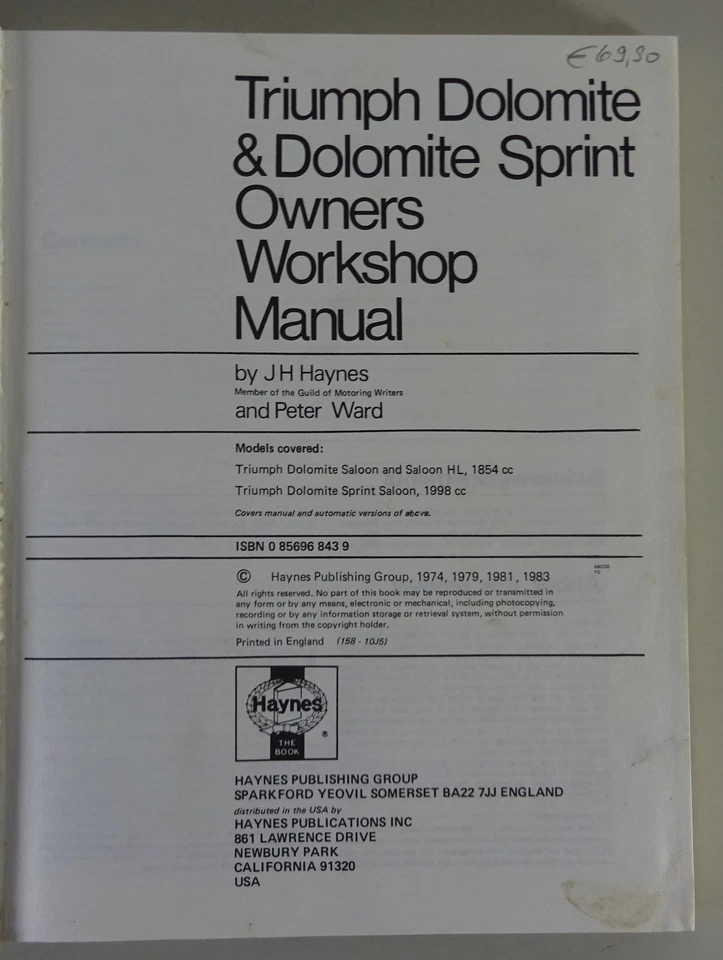 €69,90
Triumph Dolomite
& Dolomite Sprint
Owners
Workshop
Manual
by J H Haynes
Member of the Guild of Motoring Writers
and Peter Ward
Models covered:
Triumph Dolomite Saloon and Saloon HL, 1854 cc
Triumph Dolomite Sprint Saloon, 1998 cc
Covers manual and automatic versions of above.
ISBN 0 85696 843 9
© Haynes Publishing Group, 1974, 1979, 1981, 1983
All rights reserved. No part of this book may be reproduced or transmitted in
any form or by any means, electronic or mechanical, including photocopying,
recording or by any information storage or retrieval system, without permission
in writing from the copyright holder.
Printed in England (158 - 10J5)
Haynes
®
THE
BOOK
HAYNES PUBLISHING GROUP
SPARKFORD YEOVIL SOMERSET BA22 7JJ ENGLAND
distributed in the USA by
HAYNES PUBLICATIONS INC
861 LAWRENCE DRIVE
NEWBURY PARK
CALIFORNIA 91320
USA